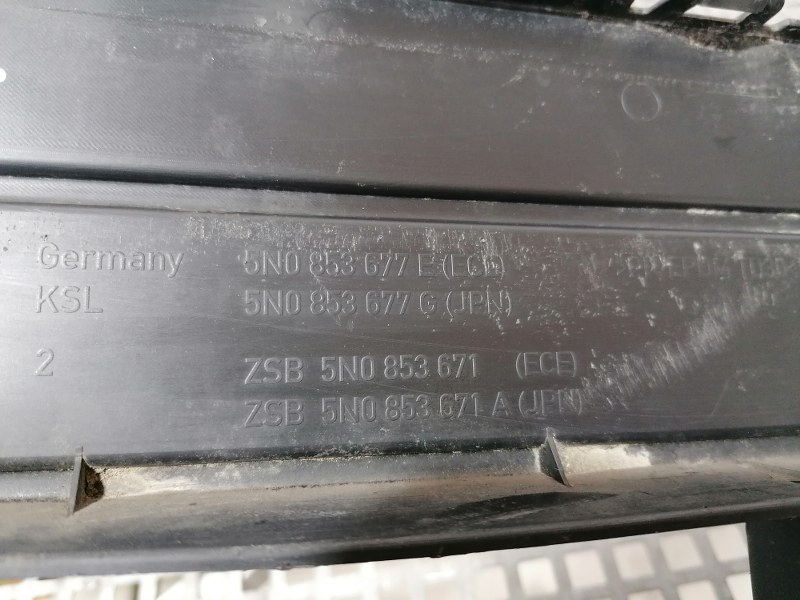 Germany 5N0 853 677 E (ECE)
KSL 5N0 853 677 G (JPN)
2 ZSB 5N0 853 671 (ECE)
ZSB 5N0 853 671 A (JPN)